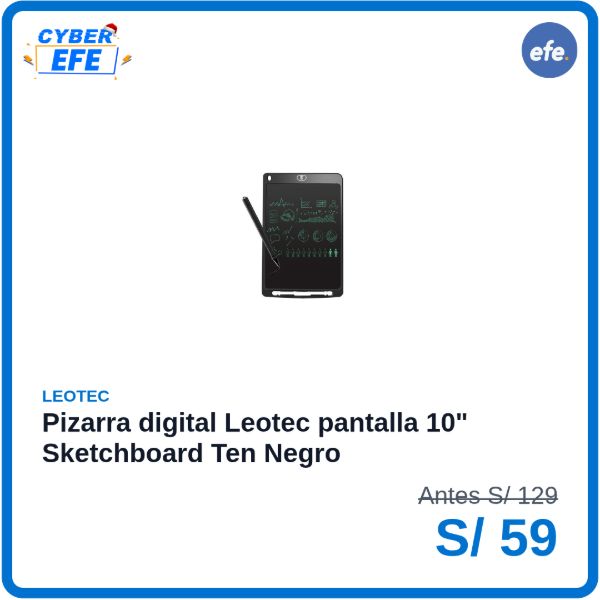 CYBER
EFE
efe.
LEOTEC
Pizarra digital Leotec pantalla 10"
Sketchboard Ten Negro
Antes S/ 129
S/ 59